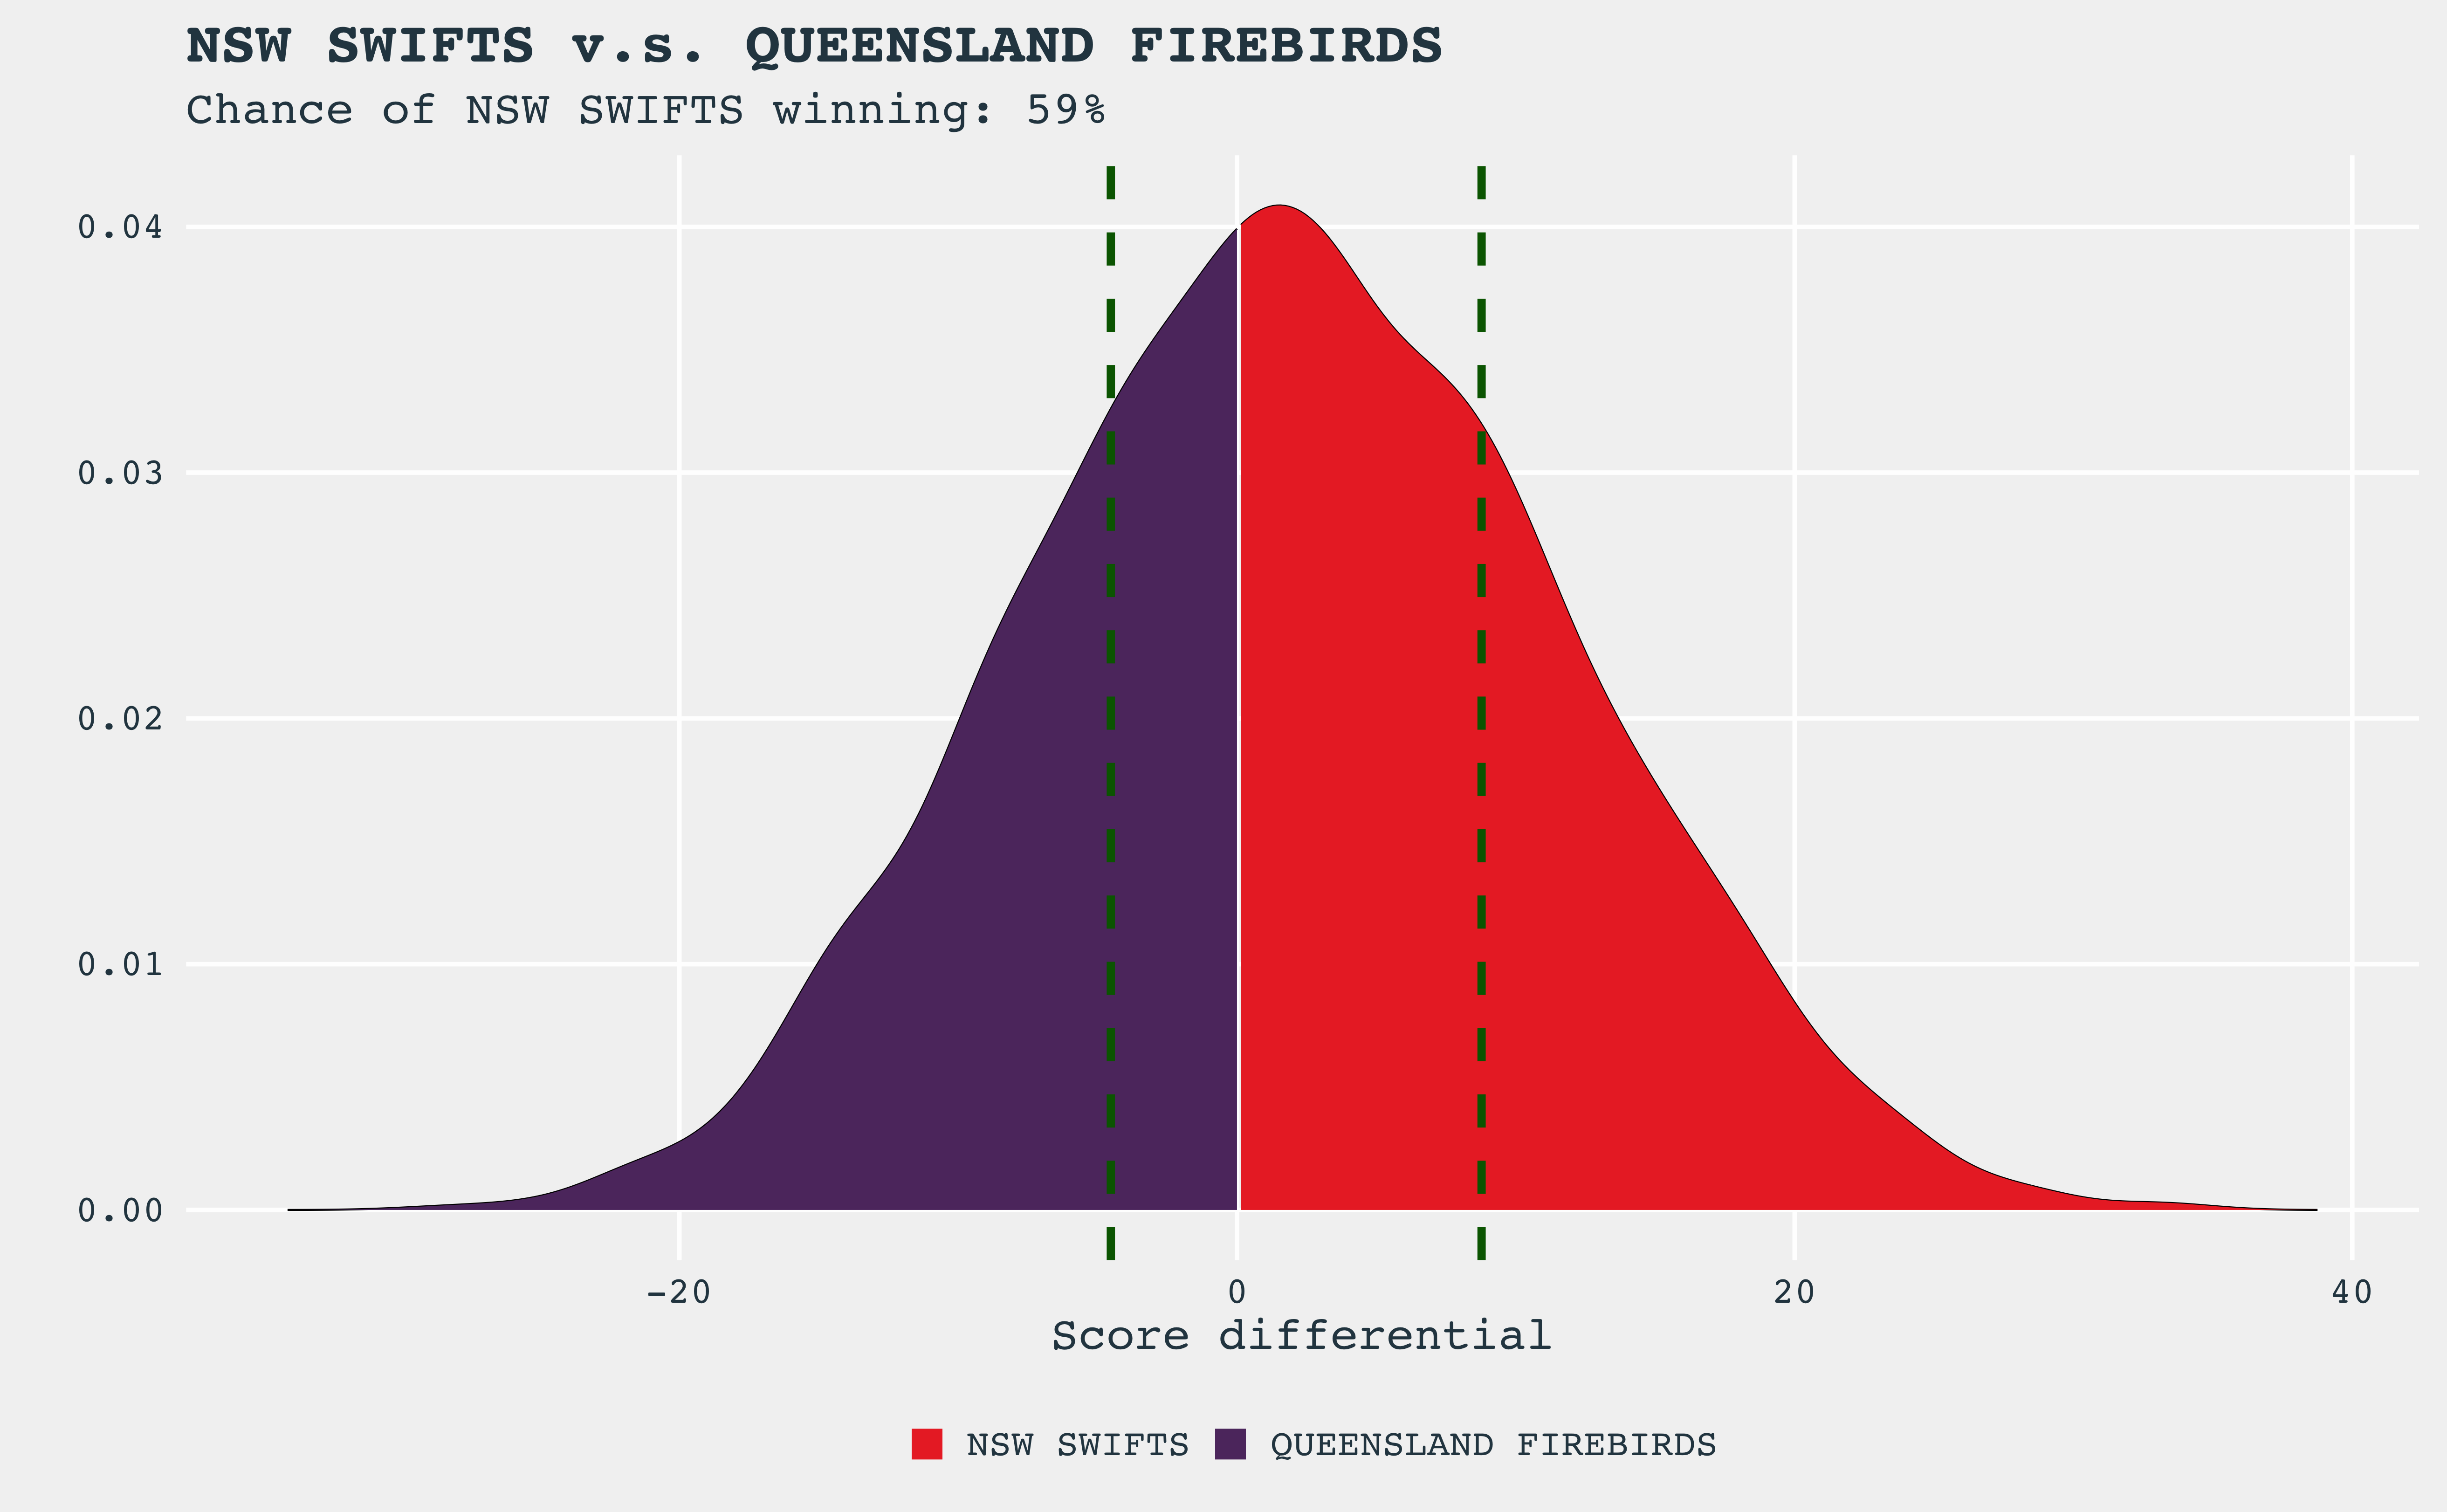 NSW SWIFTS v.s. QUEENSLAND FIREBIRDS
Chance of NSW SWIFTS winning: 59%
0.04
0.03
0.02
0.01
0.00
-20 0 20 40
Score differential
NSW SWIFTS QUEENSLAND FIREBIRDS